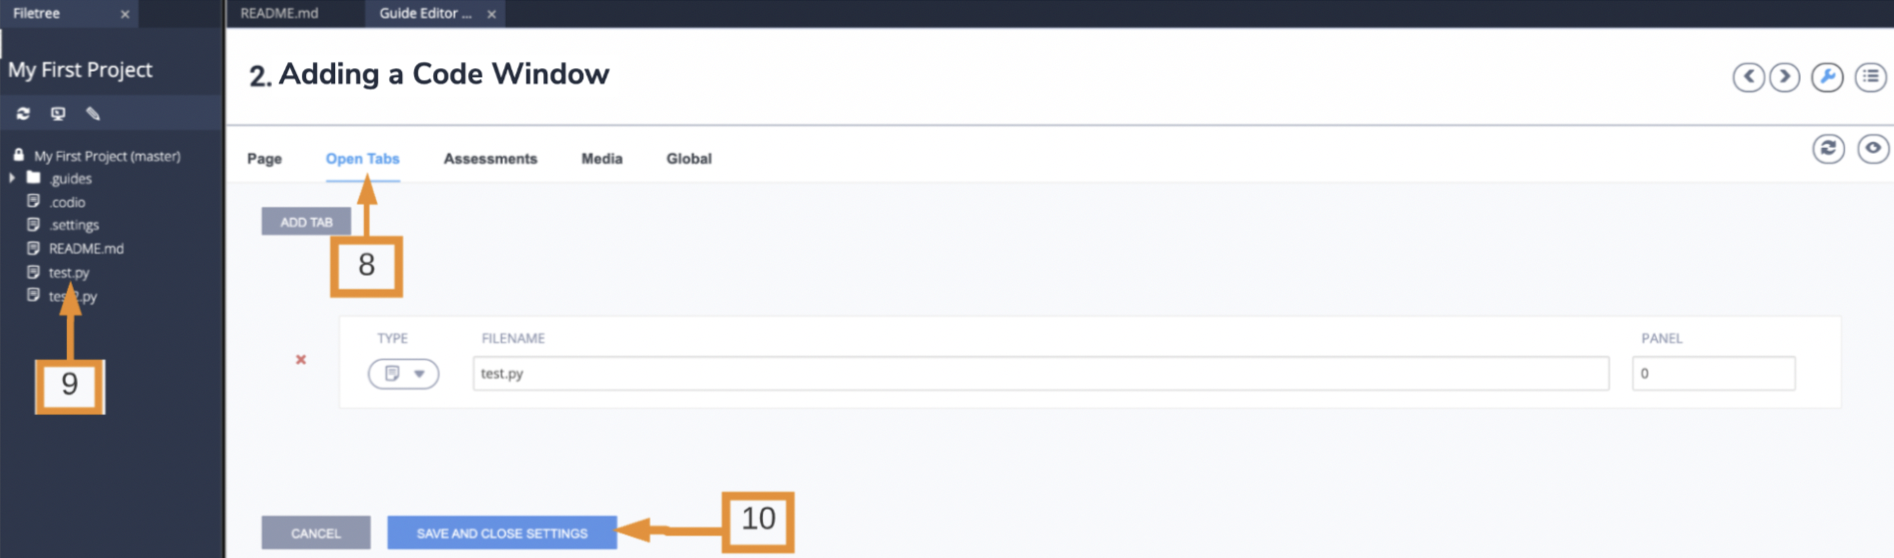 Filetree ×
README.md
Guide Editor ... ×
My First Project
My First Project (master)
.guides
.codio
.settings
README.md
test.py
test2.py
9
2. Adding a Code Window
Page Open Tabs Assessments Media Global
ADD TAB
8
TYPE FILENAME PANEL
test.py 0
CANCEL SAVE AND CLOSE SETTINGS
10